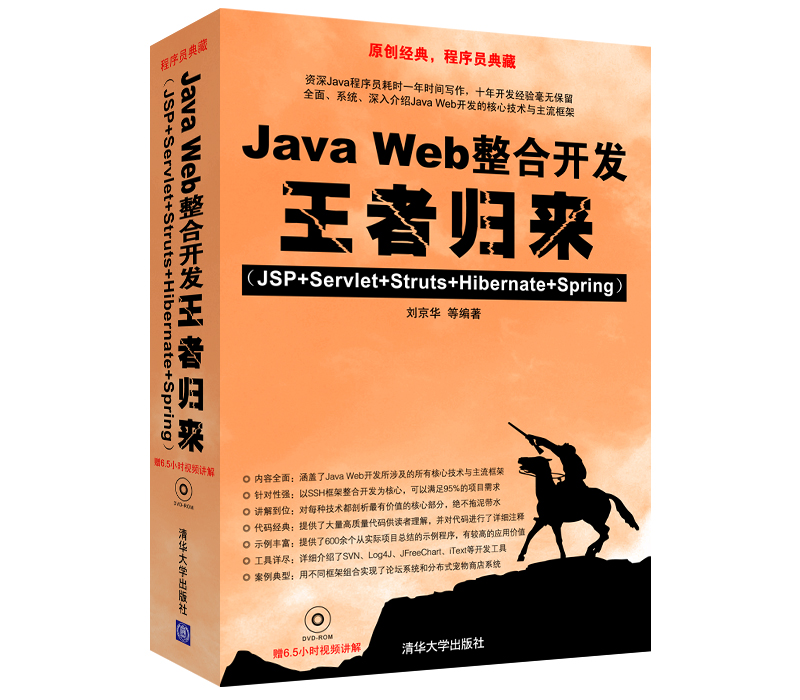 程序员典藏
Java Web整合开发王者归来
（JSP+Servlet+Struts+Hibernate+Spring）
赠6.5小时视频讲解
DVD-ROM
清华大学出版社
原创经典，程序员典藏
资深Java程序员耗时一年时间写作，十年开发经验毫无保留
全面、系统、深入介绍Java Web开发的核心技术与主流框架
Java Web整合开发
王者归来
（JSP+Servlet+Struts+Hibernate+Spring）
刘京华 等编著
内容全面：涵盖了Java Web开发所涉及的所有核心技术与主流框架
针对性强：以SSH框架整合开发为核心，可以满足95%的项目需求
讲解到位：对每种技术都剖析最有价值的核心部分，绝不拖泥带水
代码经典：提供了大量高质量代码供读者理解，并对代码进行了详细注释
示例丰富：提供了600余个从实际项目总结的示例程序，有较高的应用价值
工具详尽：详细介绍了SVN、Log4J、JFreeChart、iText等开发工具
案例典型：用不同框架组合实现了论坛系统和分布式宠物商店系统
DVD-ROM
赠6.5小时视频讲解
清华大学出版社